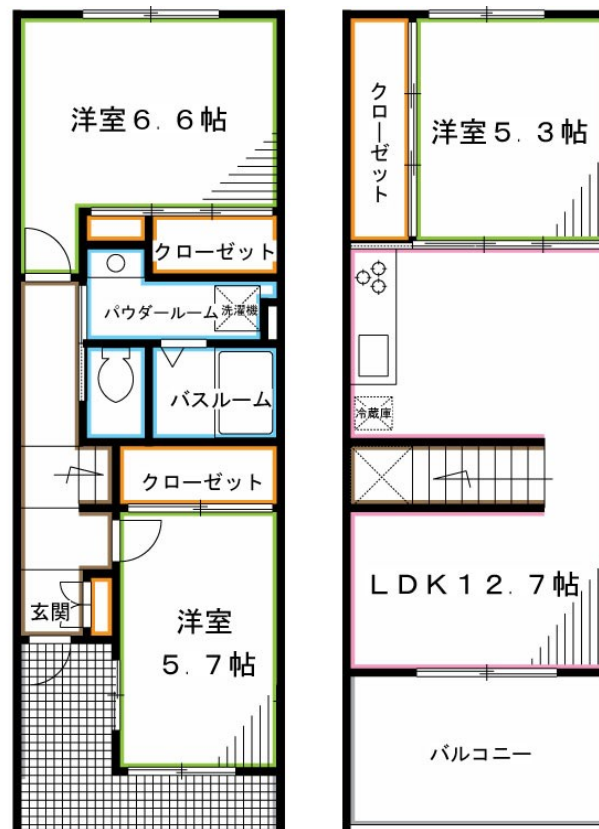 洋室6.6帖
クローゼット
パウダールーム
洗濯機
バスルーム
クローゼット
玄関
洋室
5.7帖
クローゼット
洋室5.3帖
冷蔵庫
LDK12.7帖
バルコニー